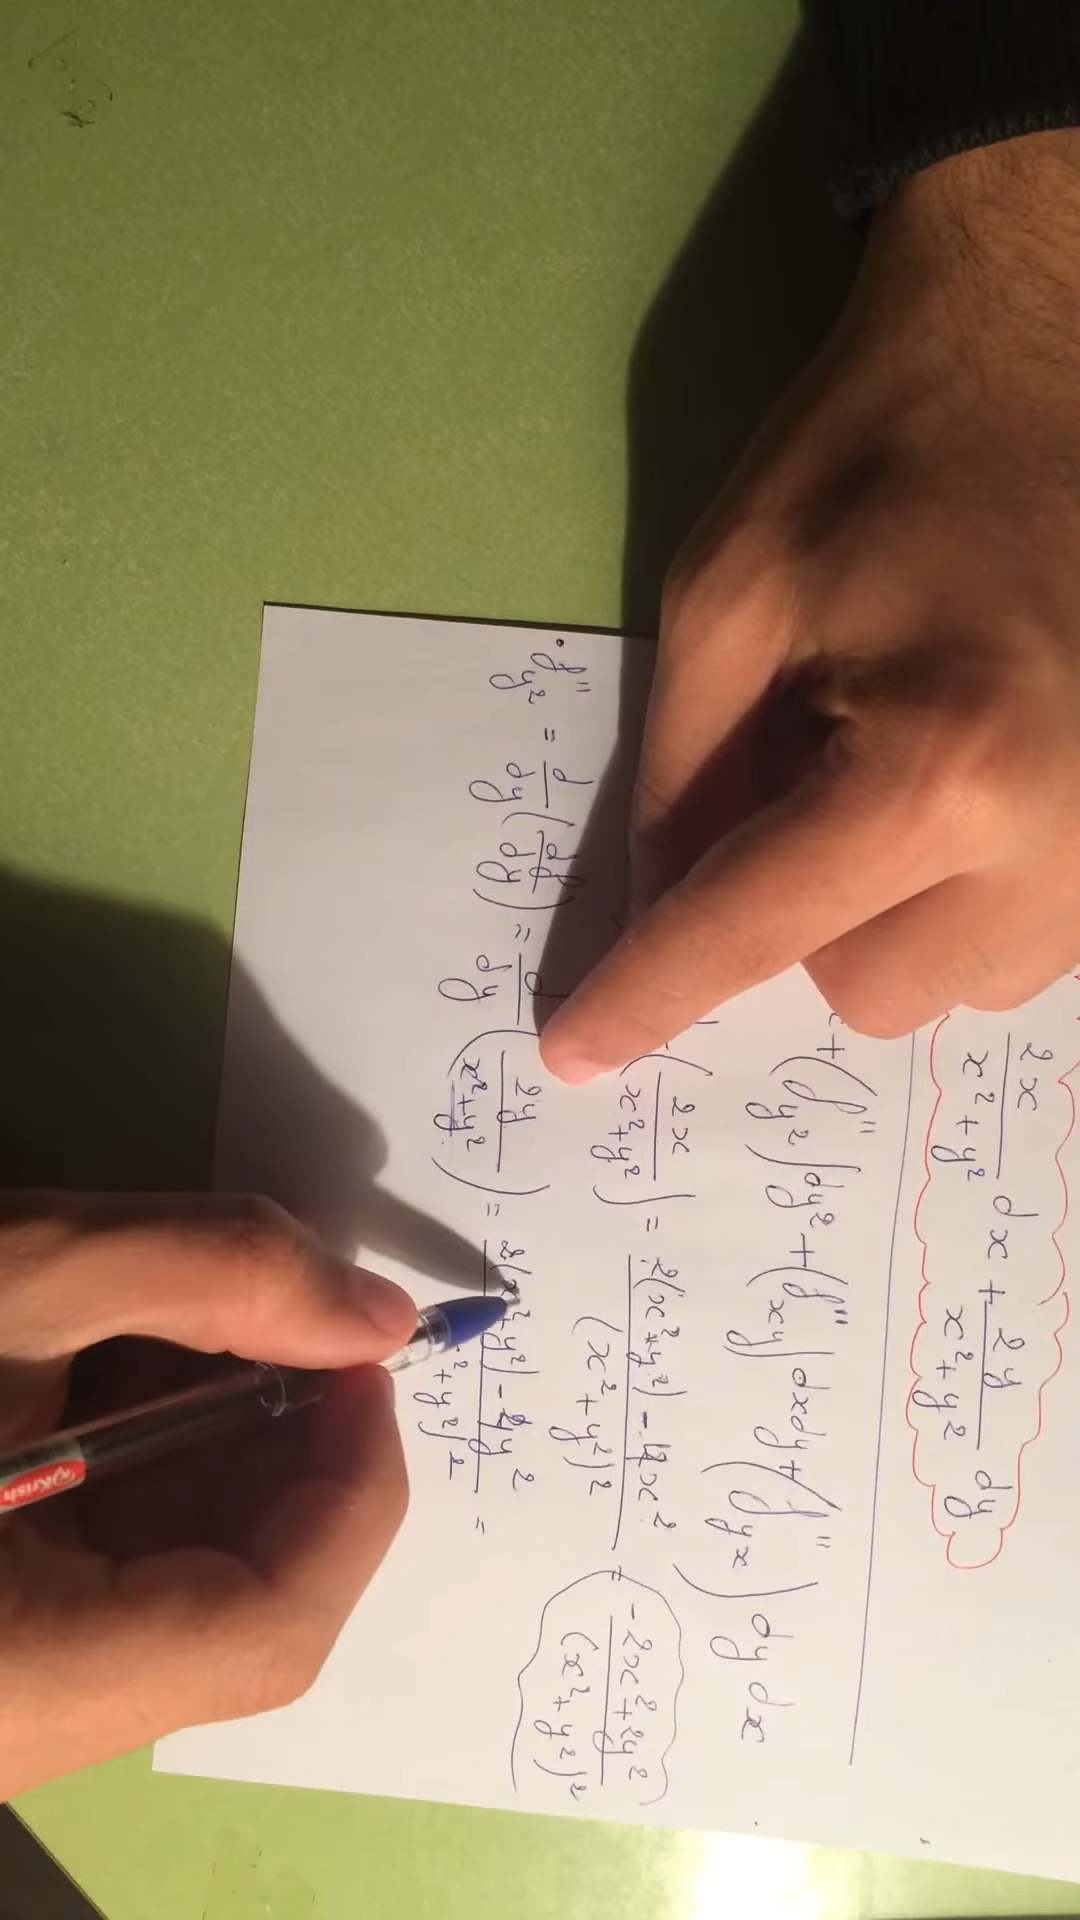 2x/(x²+y²) dx + 2y/(x²+y²) dy
+ (f''y²) dy² + (f''xy) dxdy + (f''yx) dy dx
(2x/(x²+y²)) = (2(x²+y²) - 4x²)/(x²+y²)² = (-2x²+2y²)/(x²+y²)²
• f''y² = d/dy (df/dy) = d/dy (2y/(x²+y²)) = (2(x²+y²) - 4y²)/(x²+y²)² =
Krish